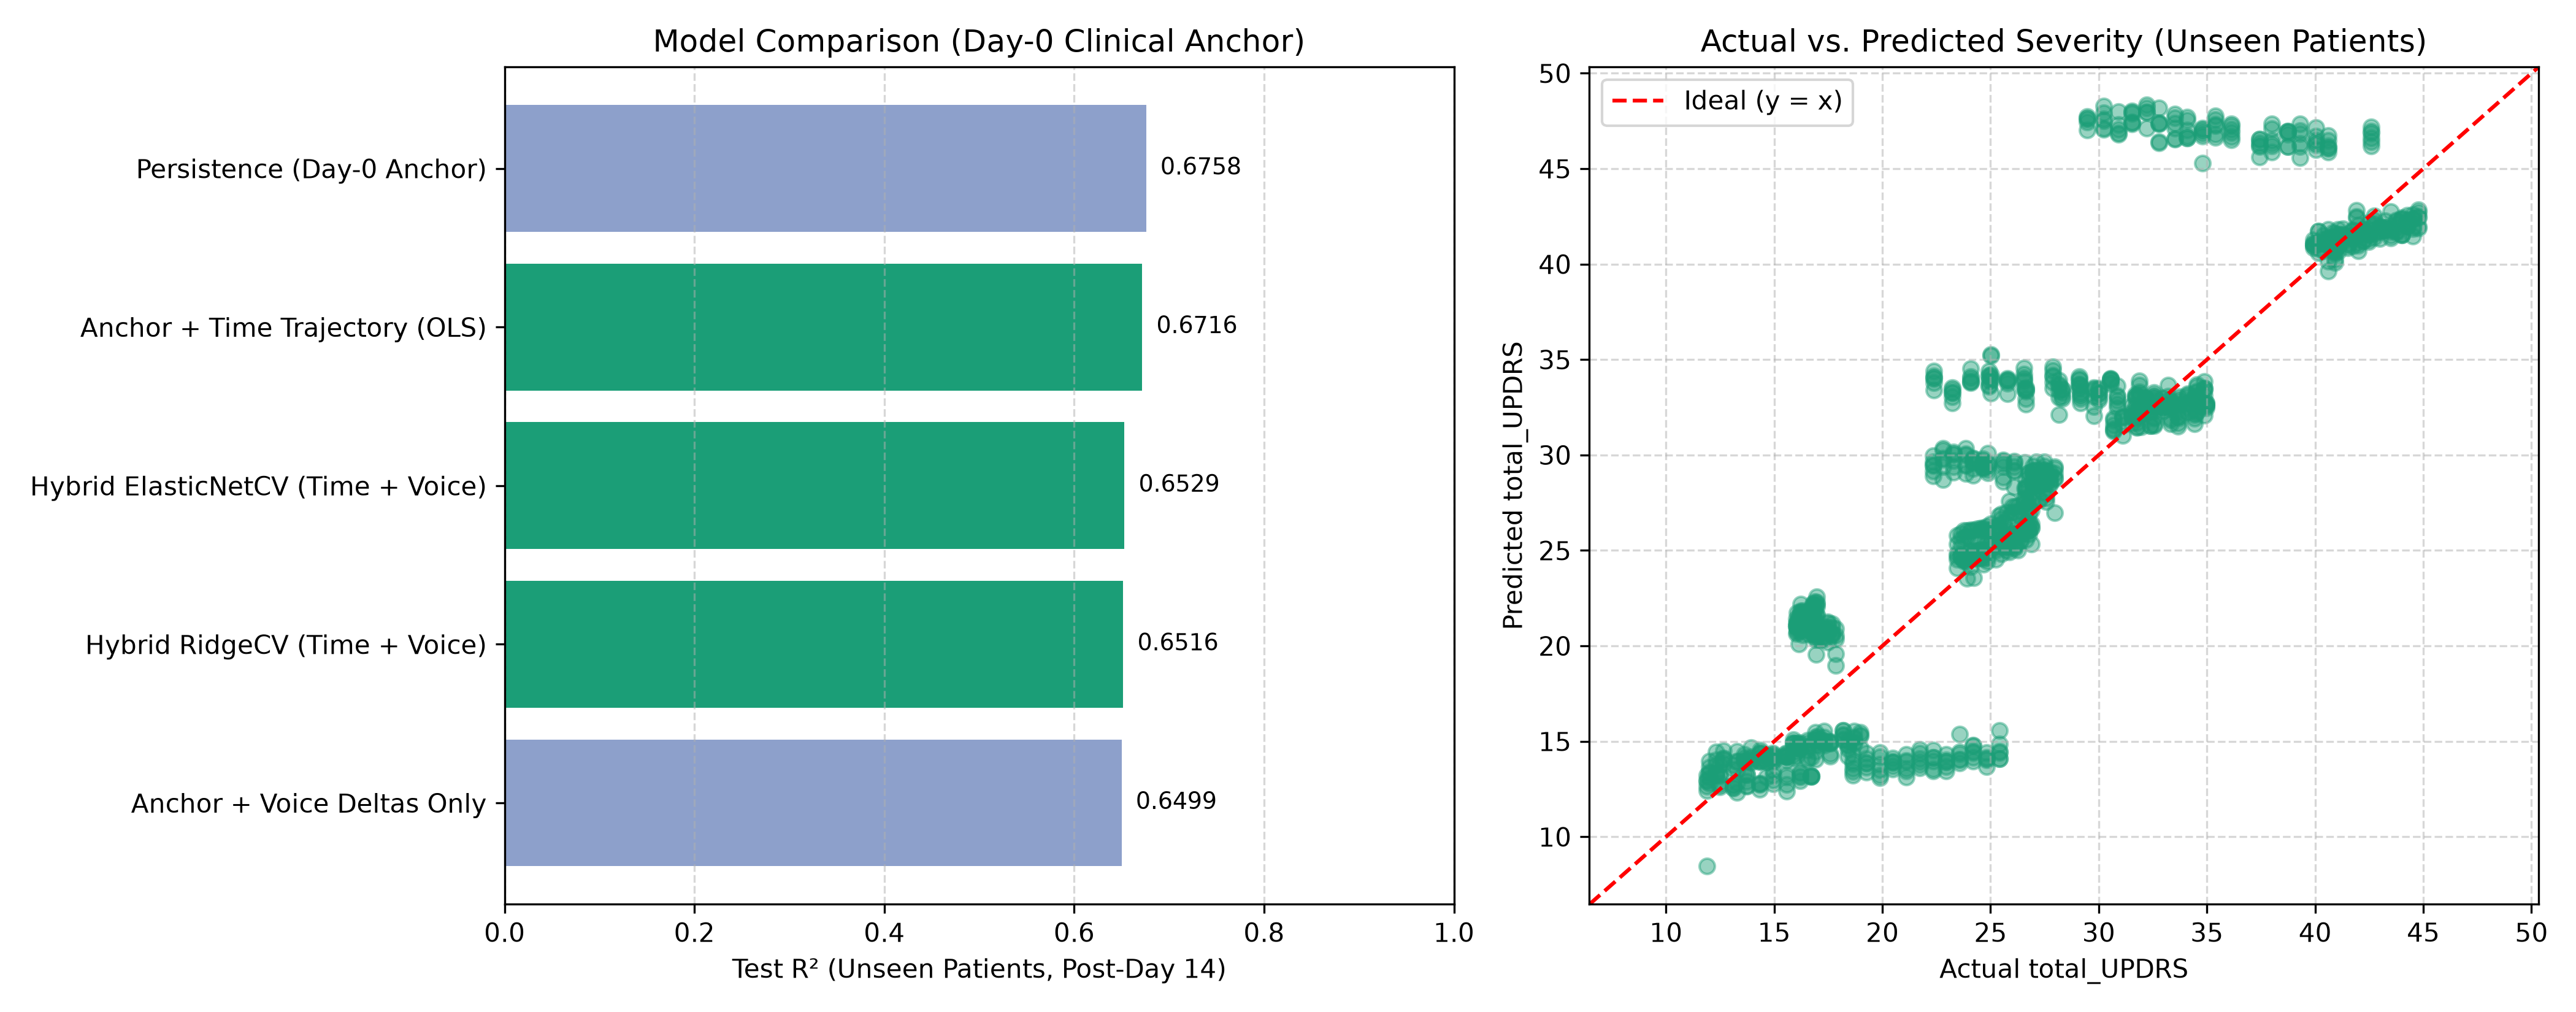 Model Comparison (Day-0 Clinical Anchor)
Persistence (Day-0 Anchor)
0.6758
Anchor + Time Trajectory (OLS)
0.6716
Hybrid ElasticNetCV (Time + Voice)
0.6529
Hybrid RidgeCV (Time + Voice)
0.6516
Anchor + Voice Deltas Only
0.6499
0.0 0.2 0.4 0.6 0.8 1.0
Test R² (Unseen Patients, Post-Day 14)
Actual vs. Predicted Severity (Unseen Patients)
Ideal (y = x)
50
45
40
35
30
25
20
15
10
Predicted total_UPDRS
10 15 20 25 30 35 40 45 50
Actual total_UPDRS